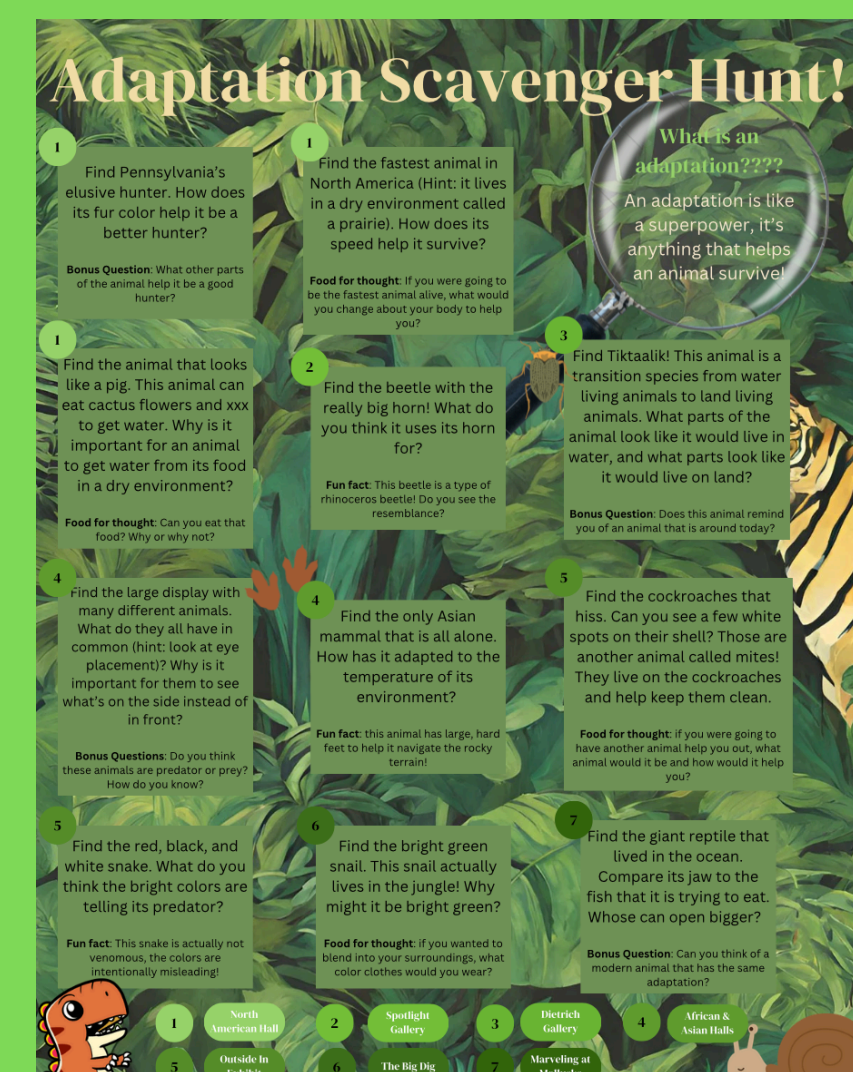 Adaptation Scavenger Hunt!
1
Find Pennsylvania's
elusive hunter. How does
its fur color help it be a
better hunter?
Bonus Question: What other parts
of the animal help it be a good
hunter?
1
Find the fastest animal in
North America (Hint: it lives
in a dry environment called
a prairie). How does its
speed help it survive?
Food for thought: If you were going to
be the fastest animal alive, what would
you change about your body to help
you?
What is an
adaptation????
An adaptation is like
a superpower, it's
anything that helps
an animal survive!
1
Find the animal that looks
like a pig. This animal can
eat cactus flowers and xxx
to get water. Why is it
important for an animal
to get water from its food
in a dry environment?
Food for thought: Can you eat that
food? Why or why not?
2
Find the beetle with the
really big horn! What do
you think it uses its horn
for?
Fun fact: This beetle is a type of
rhinoceros beetle! Do you see the
resemblance?
3
Find Tiktaalik! This animal is a
transition species from water
living animals to land living
animals. What parts of the
animal look like it would live in
water, and what parts look like
it would live on land?
Bonus Question: Does this animal remind
you of an animal that is around today?
4
Find the large display with
many different animals.
What do they all have in
common (hint: look at eye
placement)? Why is it
important for them to see
what's on the side instead of
in front?
Bonus Questions: Do you think
these animals are predator or prey?
How do you know?
4
Find the only Asian
mammal that is all alone.
How has it adapted to the
temperature of its
environment?
Fun fact: this animal has large, hard
feet to help it navigate the rocky
terrain!
5
Find the cockroaches that
hiss. Can you see a few white
spots on their shell? Those are
another animal called mites!
They live on the cockroaches
and help keep them clean.
Food for thought: if you were going to
have another animal help you out, what
animal would it be and how would it help
you?
5
Find the red, black, and
white snake. What do you
think the bright colors are
telling its predator?
Fun fact: This snake is actually not
venomous, the colors are
intentionally misleading!
6
Find the bright green
snail. This snail actually
lives in the jungle! Why
might it be bright green?
Food for thought: if you wanted to
blend into your surroundings, what
color clothes would you wear?
7
Find the giant reptile that
lived in the ocean.
Compare its jaw to the
fish that it is trying to eat.
Whose can open bigger?
Bonus Question: Can you think of a
modern animal that has the same
adaptation?
1
North
American Hall
2
Spotlight
Gallery
3
Dietrich
Gallery
4
African &
Asian Halls
5
Outside In
Exhibit
6
The Big Dig
7
Marveling at